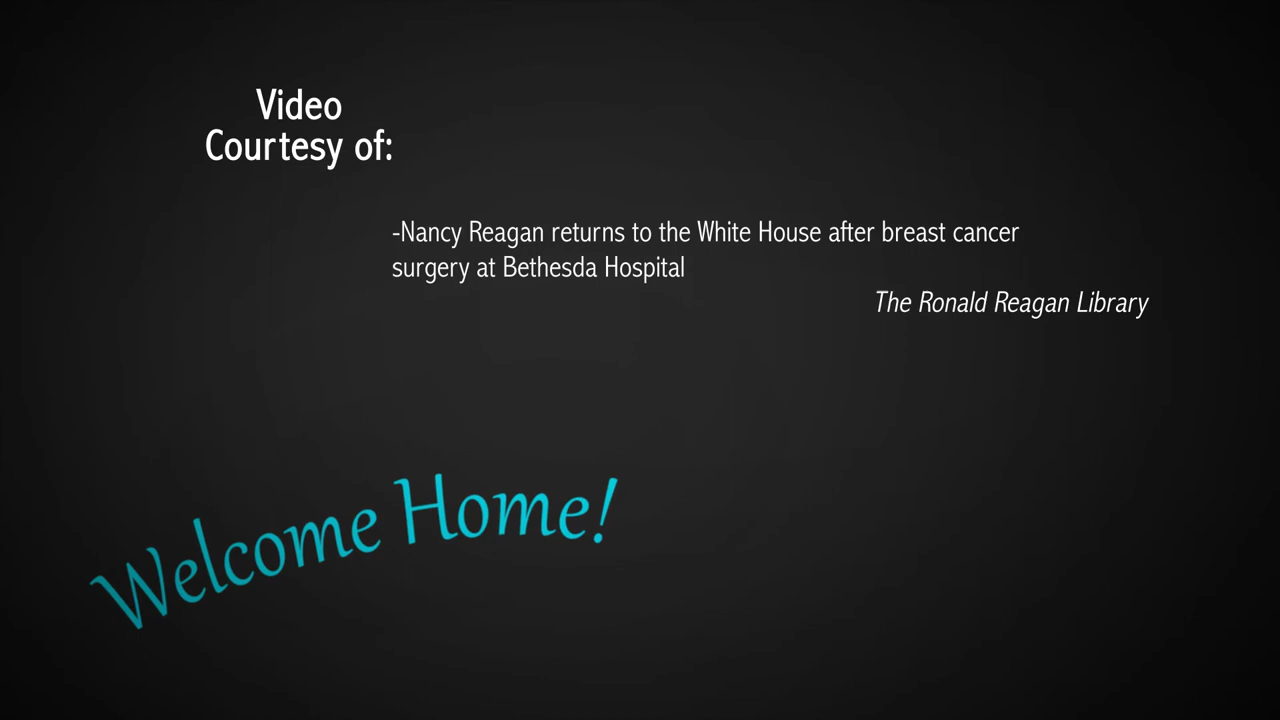 Video
Courtesy of:
-Nancy Reagan returns to the White House after breast cancer
surgery at Bethesda Hospital
The Ronald Reagan Library
Welcome Home!